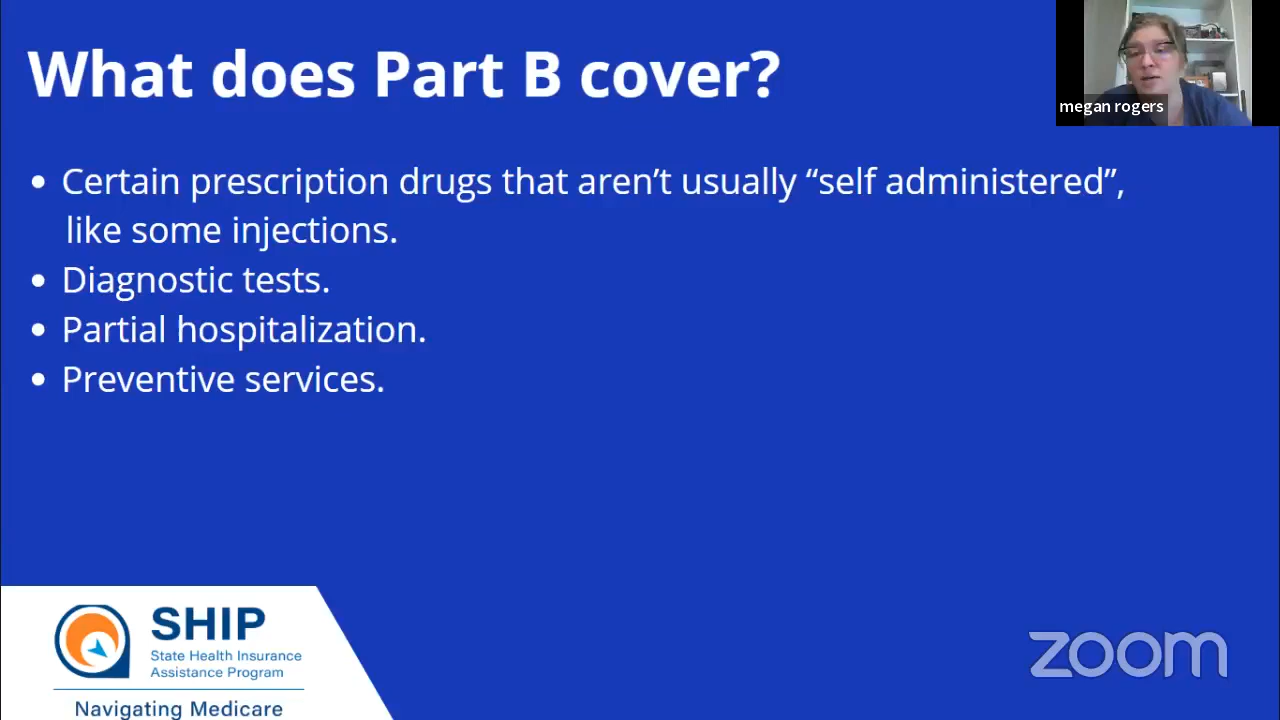 What does Part B cover?
megan rogers
• Certain prescription drugs that aren’t usually “self administered”,
like some injections.
• Diagnostic tests.
• Partial hospitalization.
• Preventive services.
SHIP
State Health Insurance
Assistance Program
Navigating Medicare
zoom